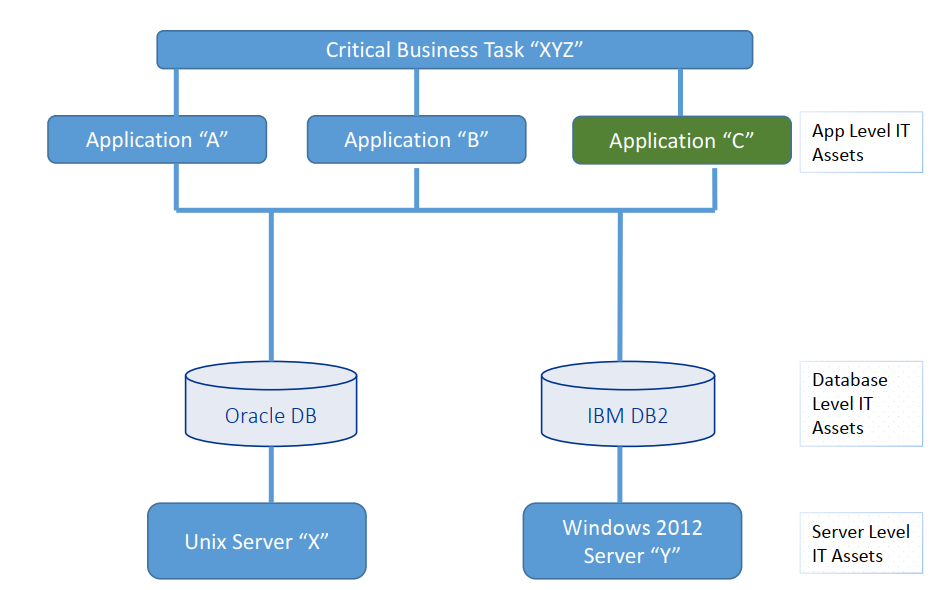 Critical Business Task “XYZ”
Application “A”
Application “B”
Application “C”
App Level IT
Assets
Oracle DB
IBM DB2
Database
Level IT
Assets
Unix Server “X”
Windows 2012
Server “Y”
Server Level
IT Assets